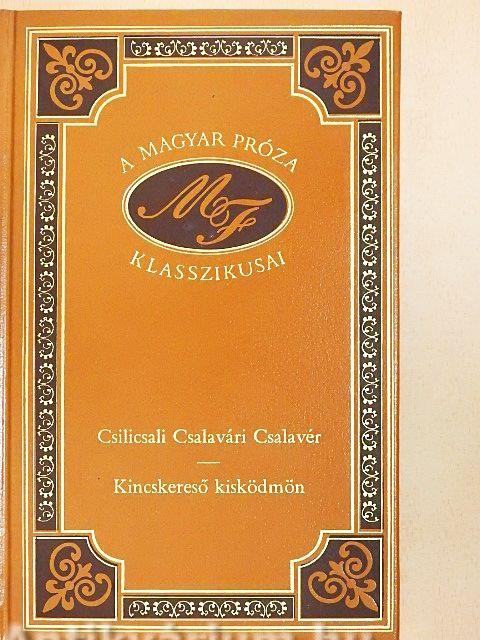 A MAGYAR PRÓZA
MF
KLASSZIKUSAI
Csilicsali Csalavári Csalavér
Kincskereső kisködmön